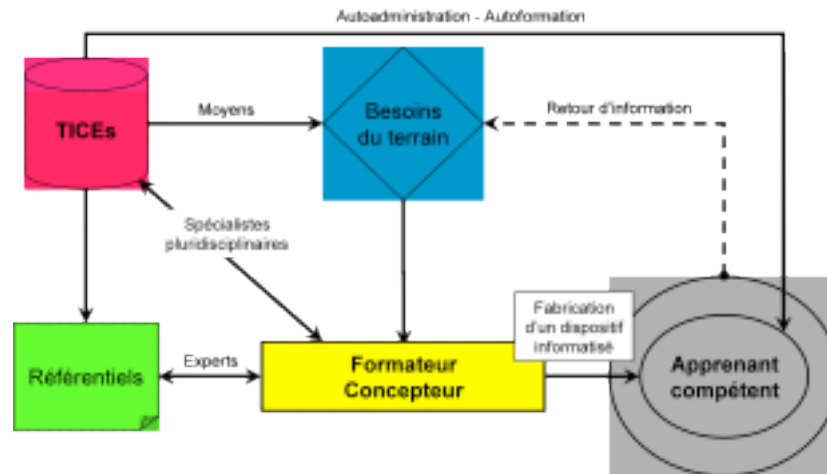 Autoadministration - Autoformation
TICEs
Moyens
Besoins
du terrain
Retour d'information
Spécialistes
pluridisciplinaires
Fabrication
d'un dispositif
informatisé
Référentiels
Experts
Formateur
Concepteur
Apprenant
compétent